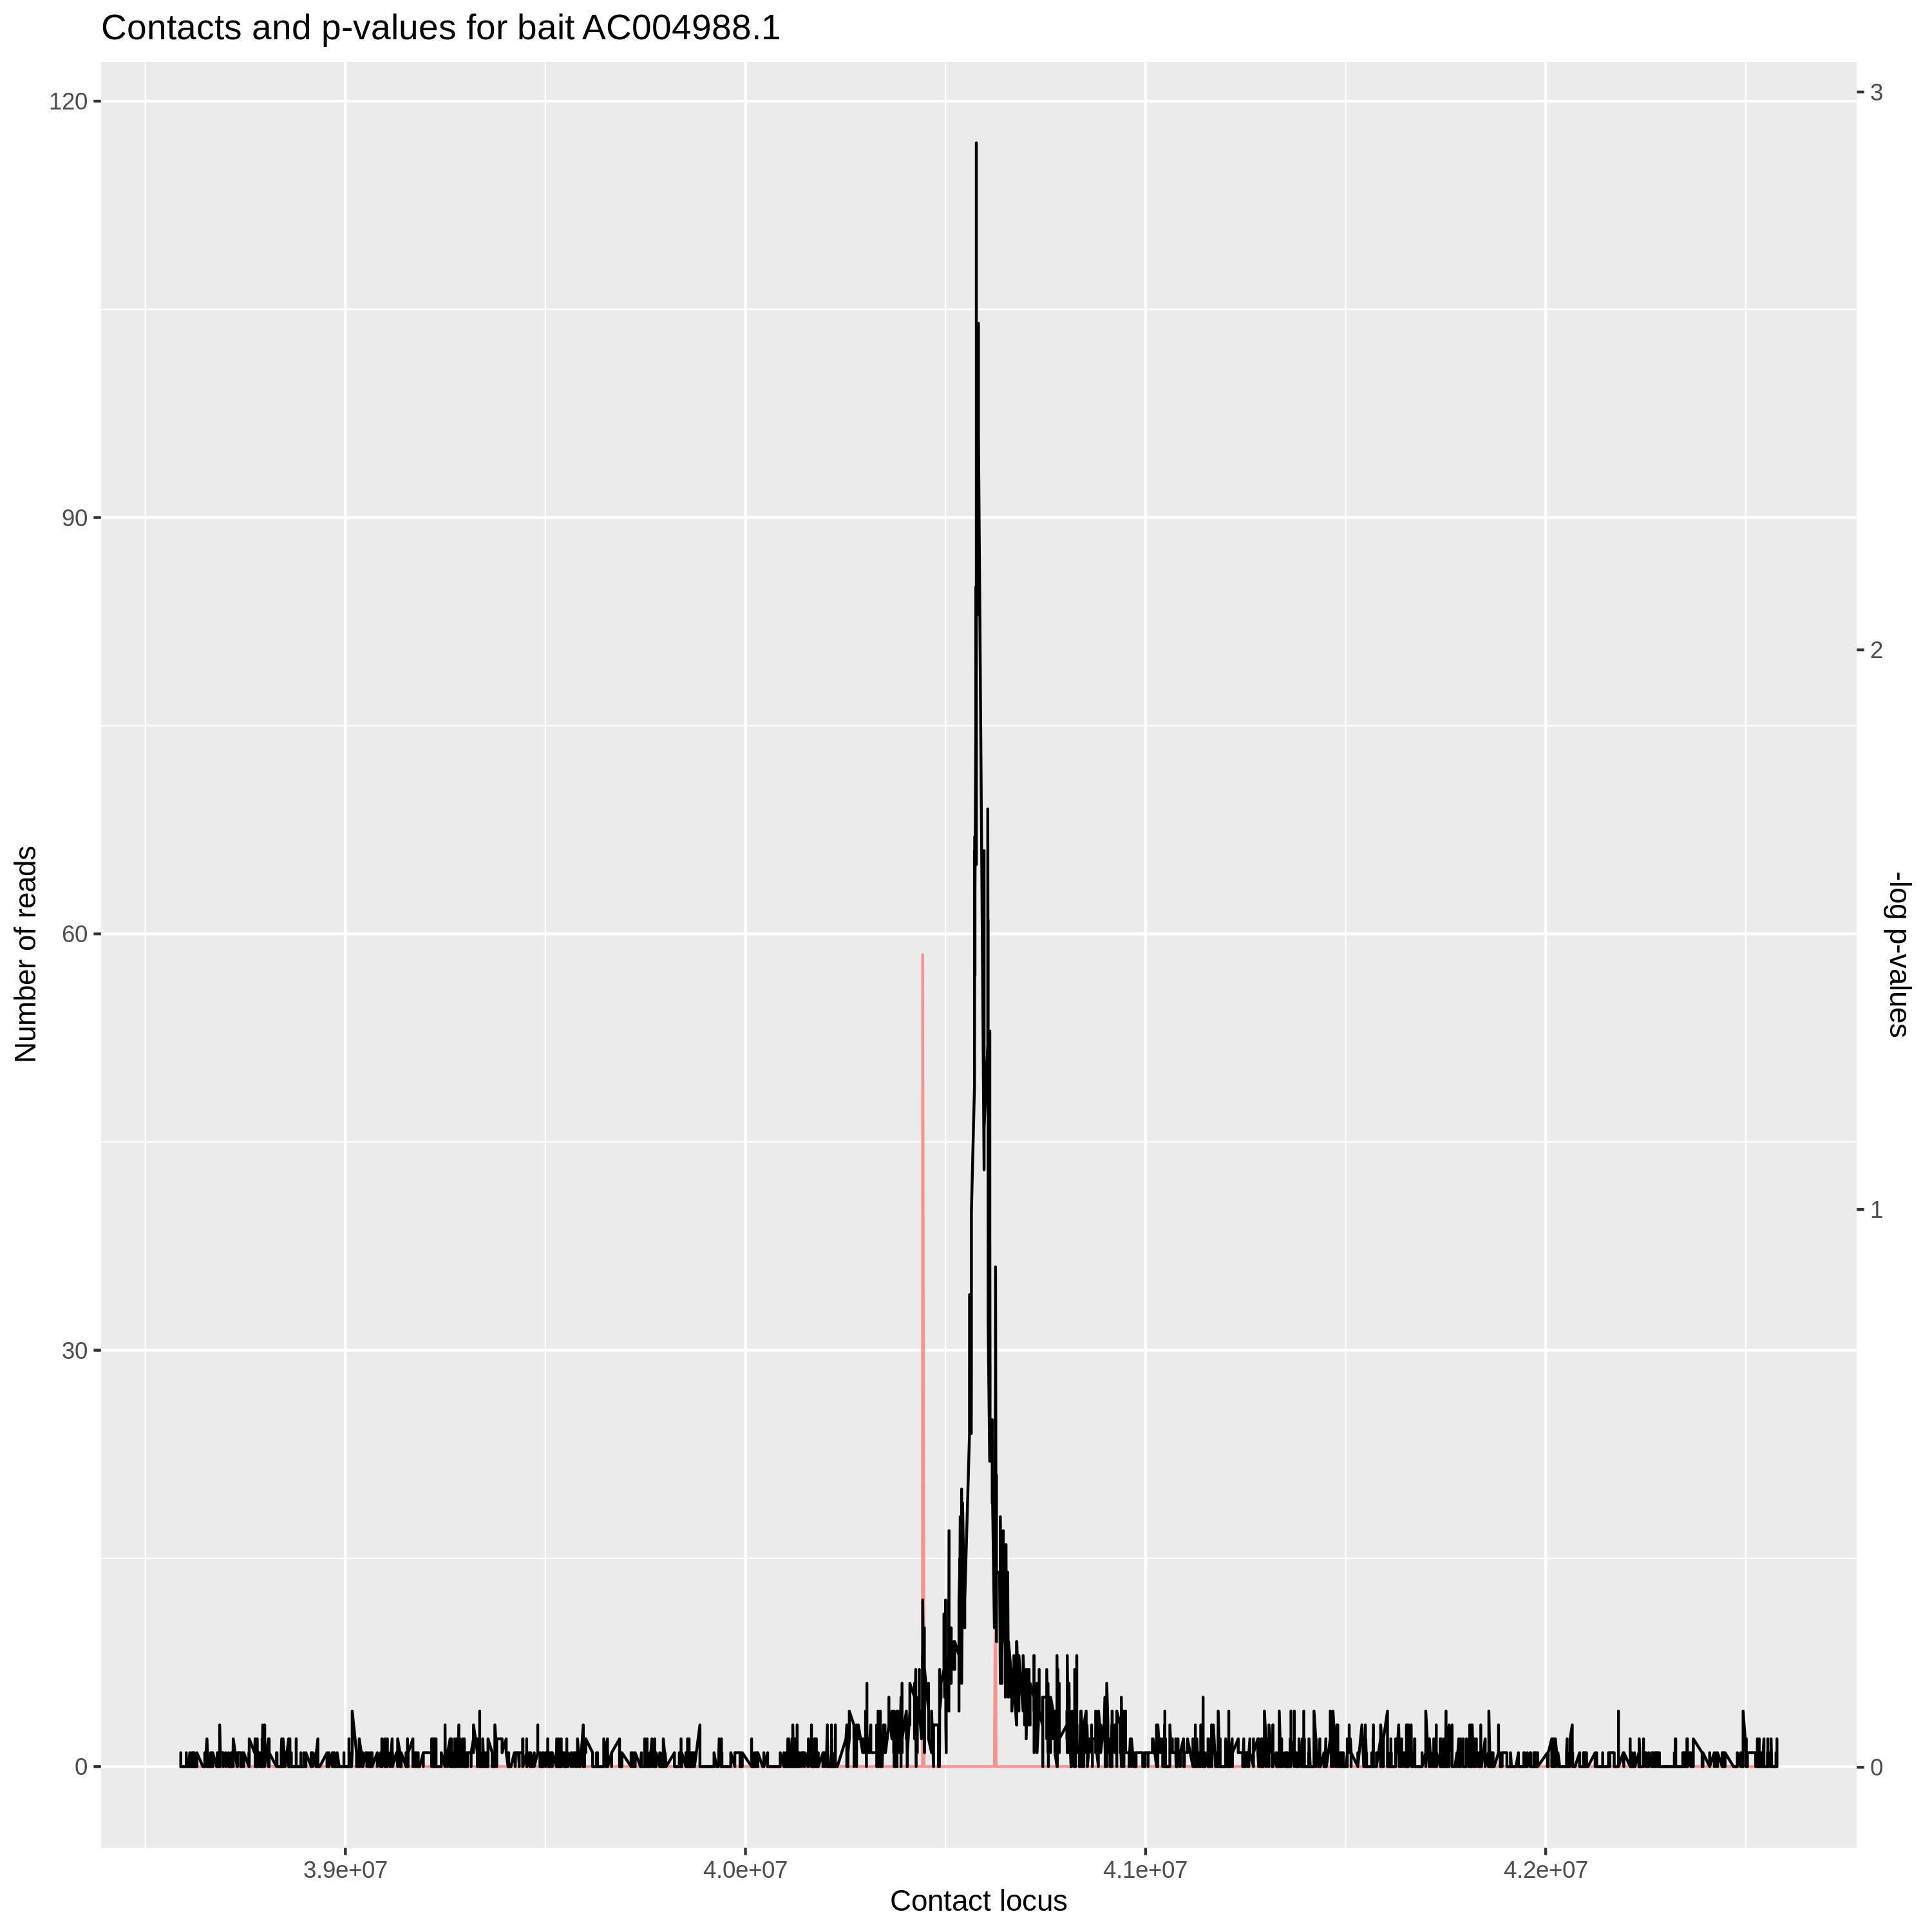 Contacts and p-values for bait AC004988.1
120
90
60
30
0
Number of reads
3
2
1
0
-log p-values
3.9e+07
4.0e+07
4.1e+07
4.2e+07
Contact locus